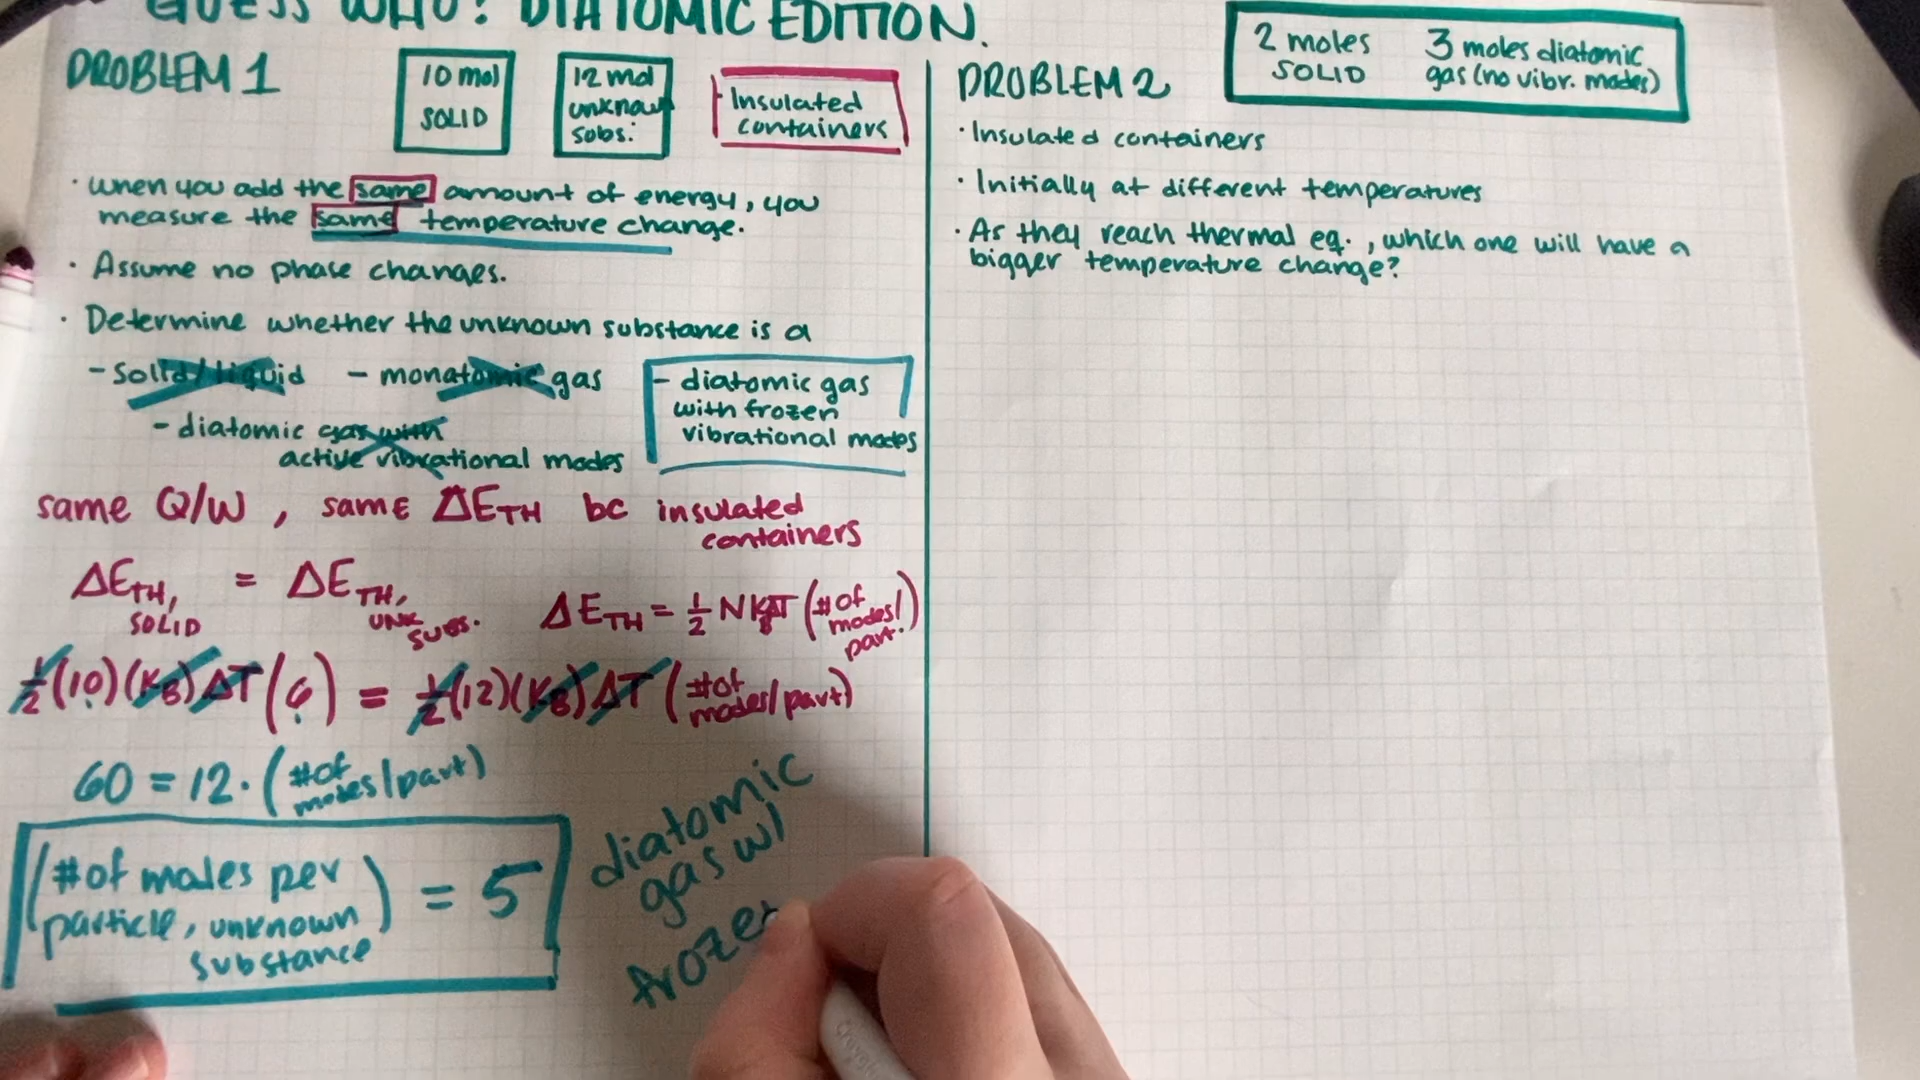 GUESS WHO? DIATOMIC EDITION.
PROBLEM 1
10 mol
SOLID
12 mol
unknown
subs.
Insulated
containers
· When you add the same amount of energy, you
measure the same temperature change.
· Assume no phase changes.
· Determine whether the unknown substance is a
- solid/liquid - monatomic gas
- diatomic gas with
active vibrational modes
- diatomic gas
with frozen
vibrational modes
same Q/W, same ΔE_TH bc insulated
containers
ΔE_TH, SOLID = ΔE_TH, UNK SUBS.
ΔE_TH = 1/2 N K_B ΔT (# of modes/part.)
1/2 (10)(K_B) ΔT (6) = 1/2 (12)(K_B) ΔT (# of modes/part)
60 = 12 · (# of modes/part)
(# of modes per
particle, unknown
substance) = 5
diatomic
gas w/
frozen
PROBLEM 2
2 moles
SOLID
3 moles diatomic
gas (no vibr. modes)
· Insulated containers
· Initially at different temperatures
· As they reach thermal eq., which one will have a
bigger temperature change?